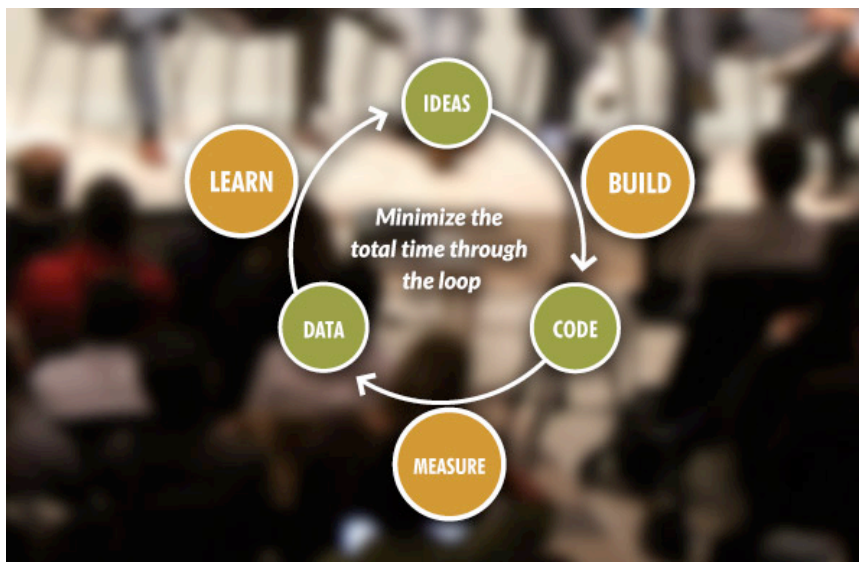 IDEAS
LEARN
BUILD
Minimize the
total time through
the loop
DATA
CODE
MEASURE